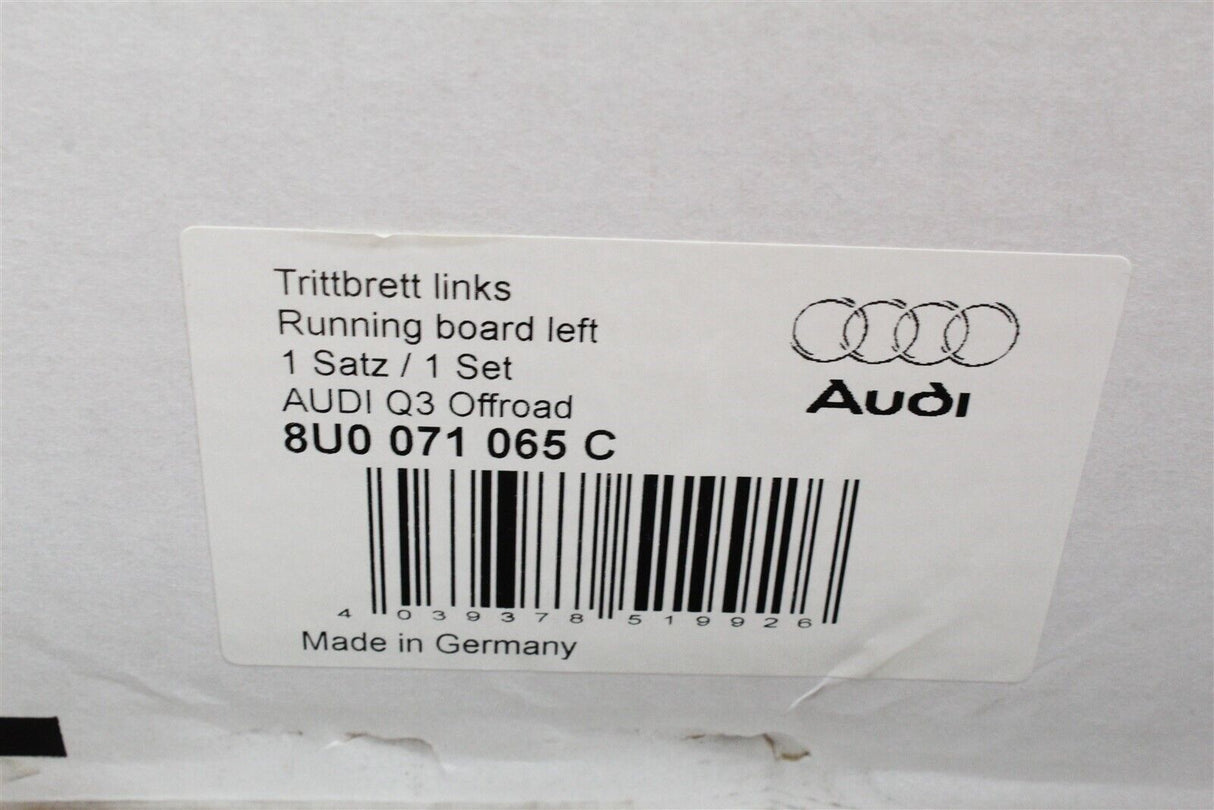 Trittbrett links
Running board left
1 Satz / 1 Set
AUDI Q3 Offroad
8U0 071 065 C
Audi
4 039378 519926
Made in Germany